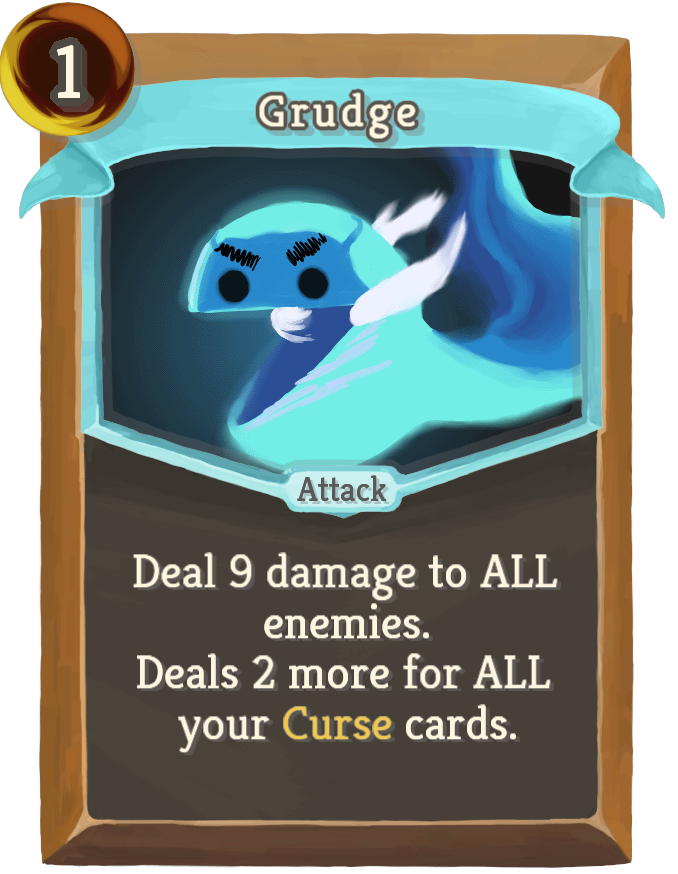 1
Grudge
Attack
Deal 9 damage to ALL
enemies.
Deals 2 more for ALL
your Curse cards.